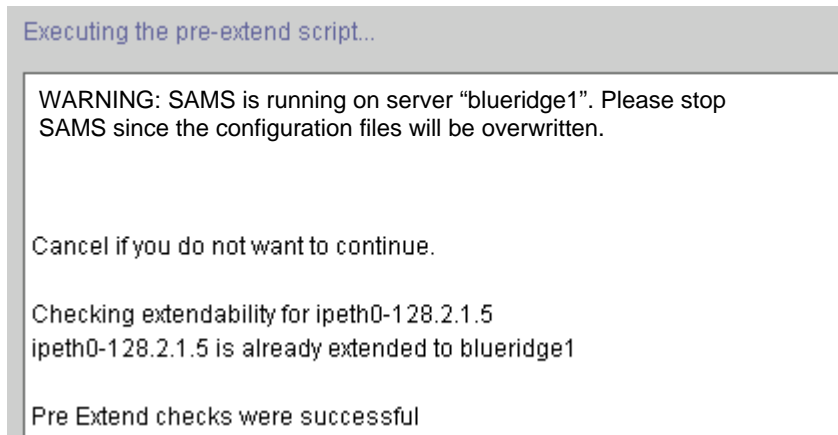 Executing the pre-extend script...
WARNING: SAMS is running on server “blueridge1”. Please stop
SAMS since the configuration files will be overwritten.
Cancel if you do not want to continue.
Checking extendability for ipeth0-128.2.1.5
ipeth0-128.2.1.5 is already extended to blueridge1
Pre Extend checks were successful